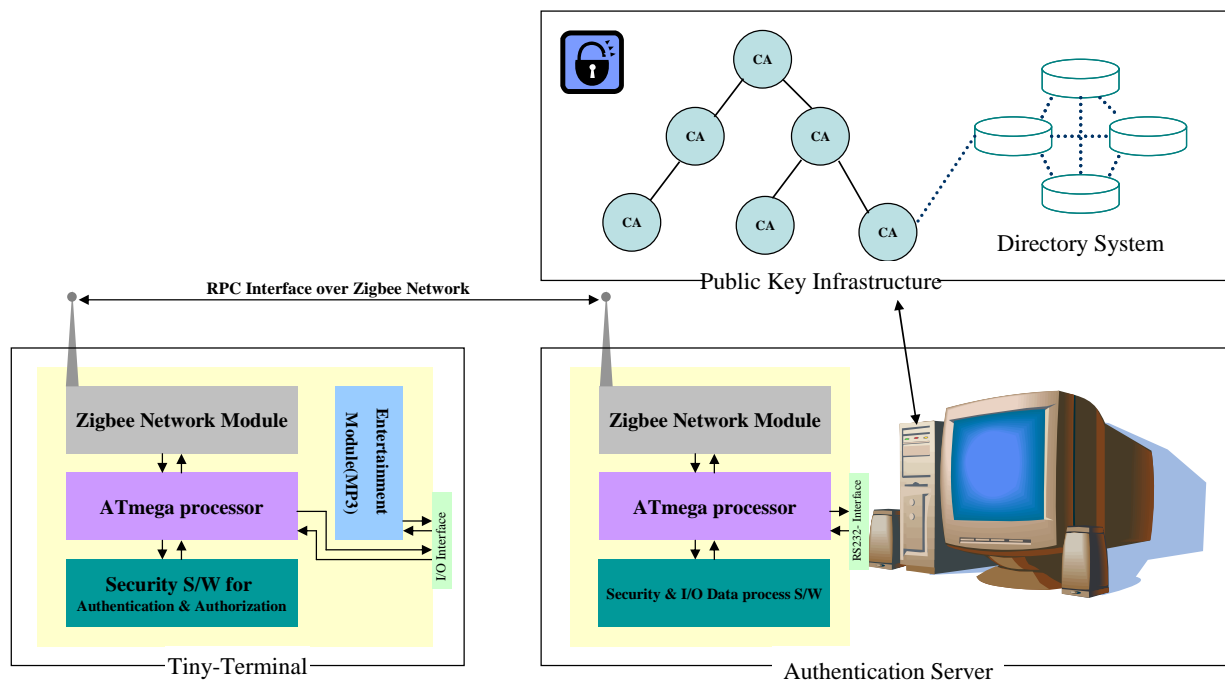 CA
CA
CA
CA
CA
CA
Directory System
Public Key Infrastructure
RPC Interface over Zigbee Network
Zigbee Network Module
ATmega processor
Security S/W for
Authentication & Authorization
Entertainment
Module(MP3)
I/O Interface
Tiny-Terminal
Zigbee Network Module
ATmega processor
Security & I/O Data process S/W
RS232- Interface
Authentication Server